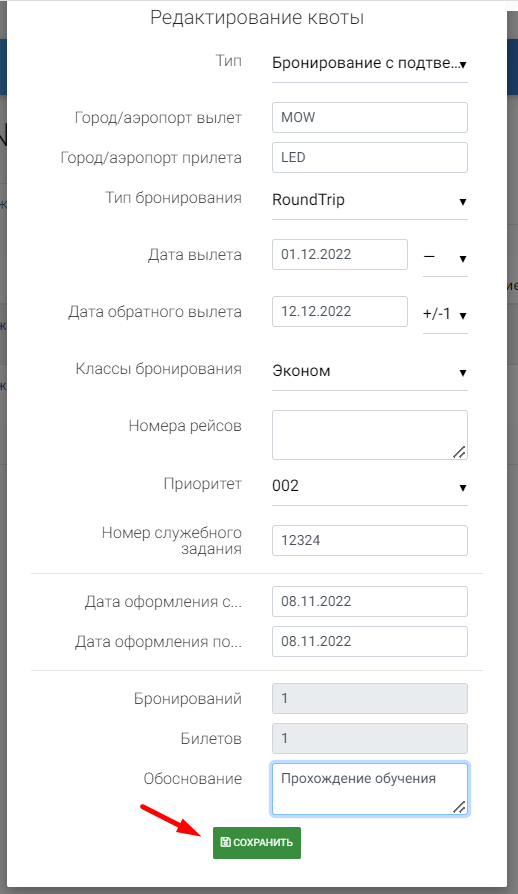 Редактирование квоты
Тип Бронирование с подтве...
Город/аэропорт вылет MOW
Город/аэропорт прилета LED
Тип бронирования RoundTrip
Дата вылета 01.12.2022 —
Дата обратного вылета 12.12.2022 +/-1
Классы бронирования Эконом
Номера рейсов
Приоритет 002
Номер служебного
задания 12324
Дата оформления с... 08.11.2022
Дата оформления по... 08.11.2022
Бронирований 1
Билетов 1
Обоснование Прохождение обучения
СОХРАНИТЬ